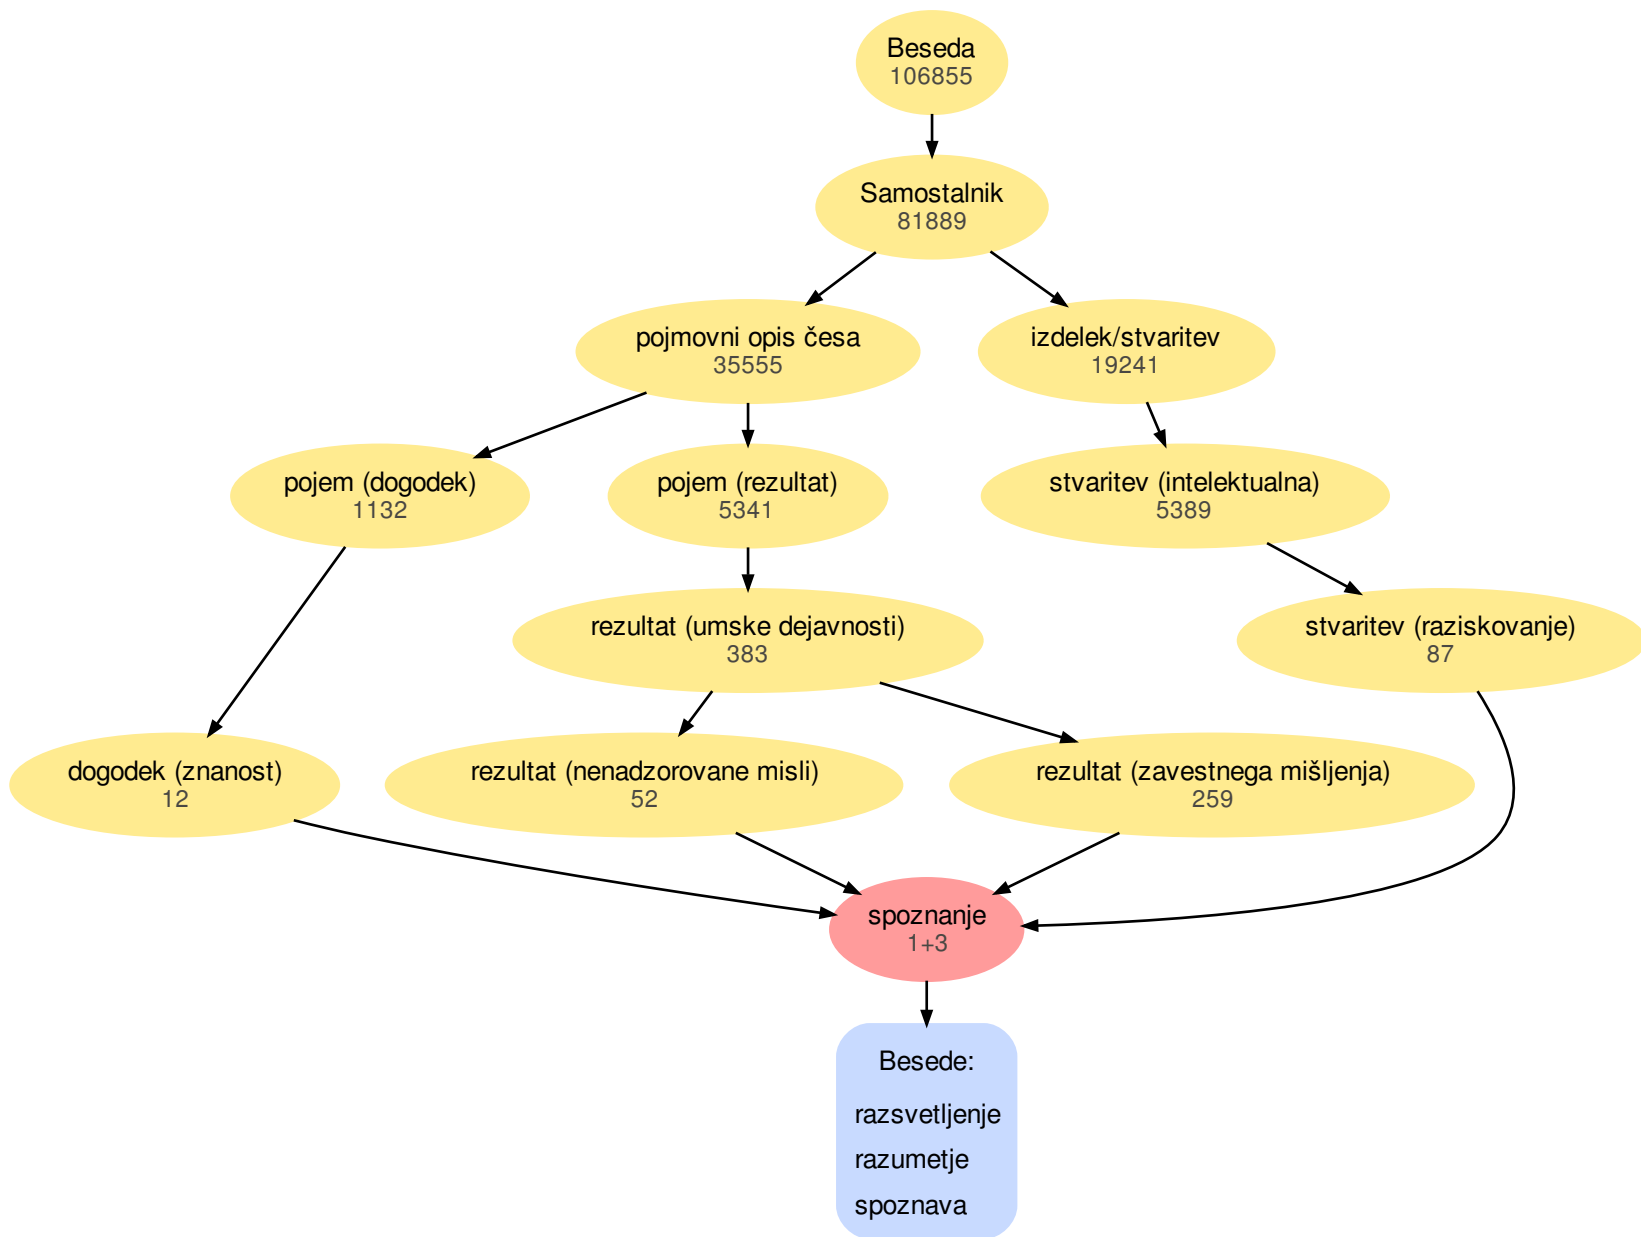 Beseda
106855
Samostalnik
81889
pojmovni opis česa
35555
izdelek/stvaritev
19241
pojem (dogodek)
1132
pojem (rezultat)
5341
stvaritev (intelektualna)
5389
rezultat (umske dejavnosti)
383
stvaritev (raziskovanje)
87
dogodek (znanost)
12
rezultat (nenadzorovane misli)
52
rezultat (zavestnega mišljenja)
259
spoznanje
1+3
Besede:
razsvetljenje
razumetje
spoznava